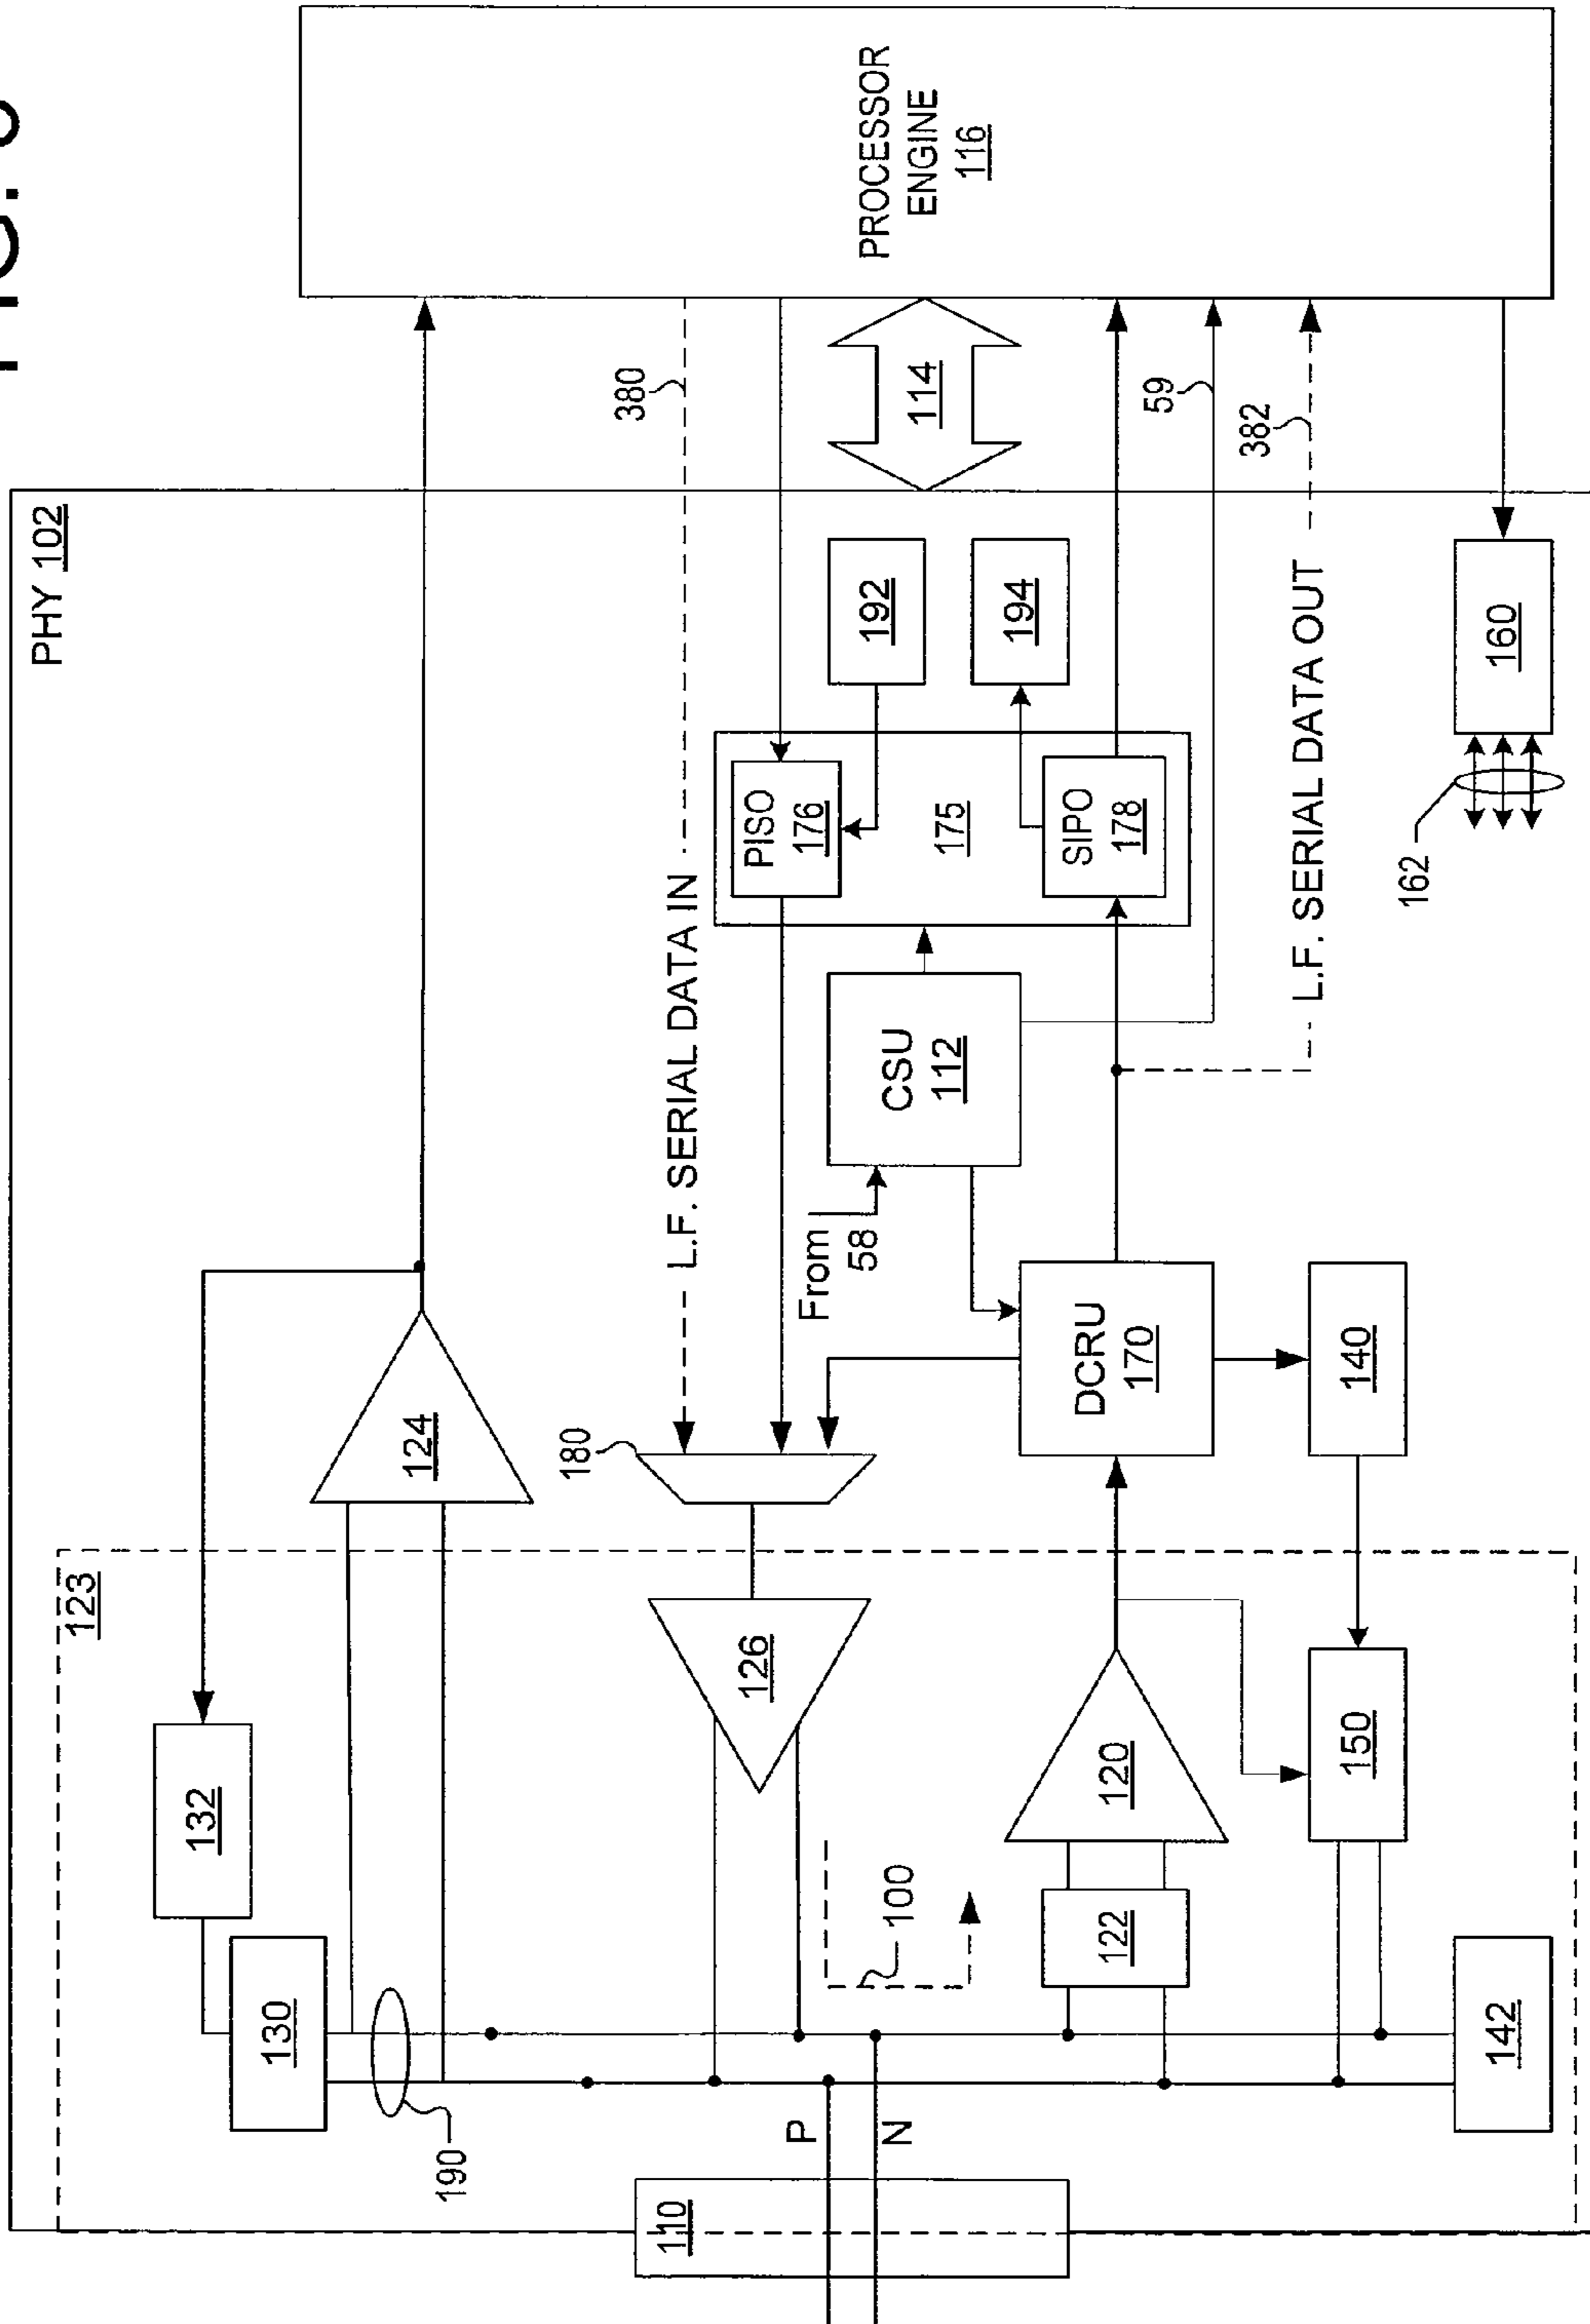 FIG.
PHY 102
123
132
130
190
124
PROCESSOR
ENGINE
116
380
L.F. SERIAL DATA IN
180
126
110
P
N
100
From
58
CSU
112
PISO
176
175
SIPO
178
192
194
114
59
382
122
120
DCRU
170
L.F. SERIAL DATA OUT
150
140
142
162
160